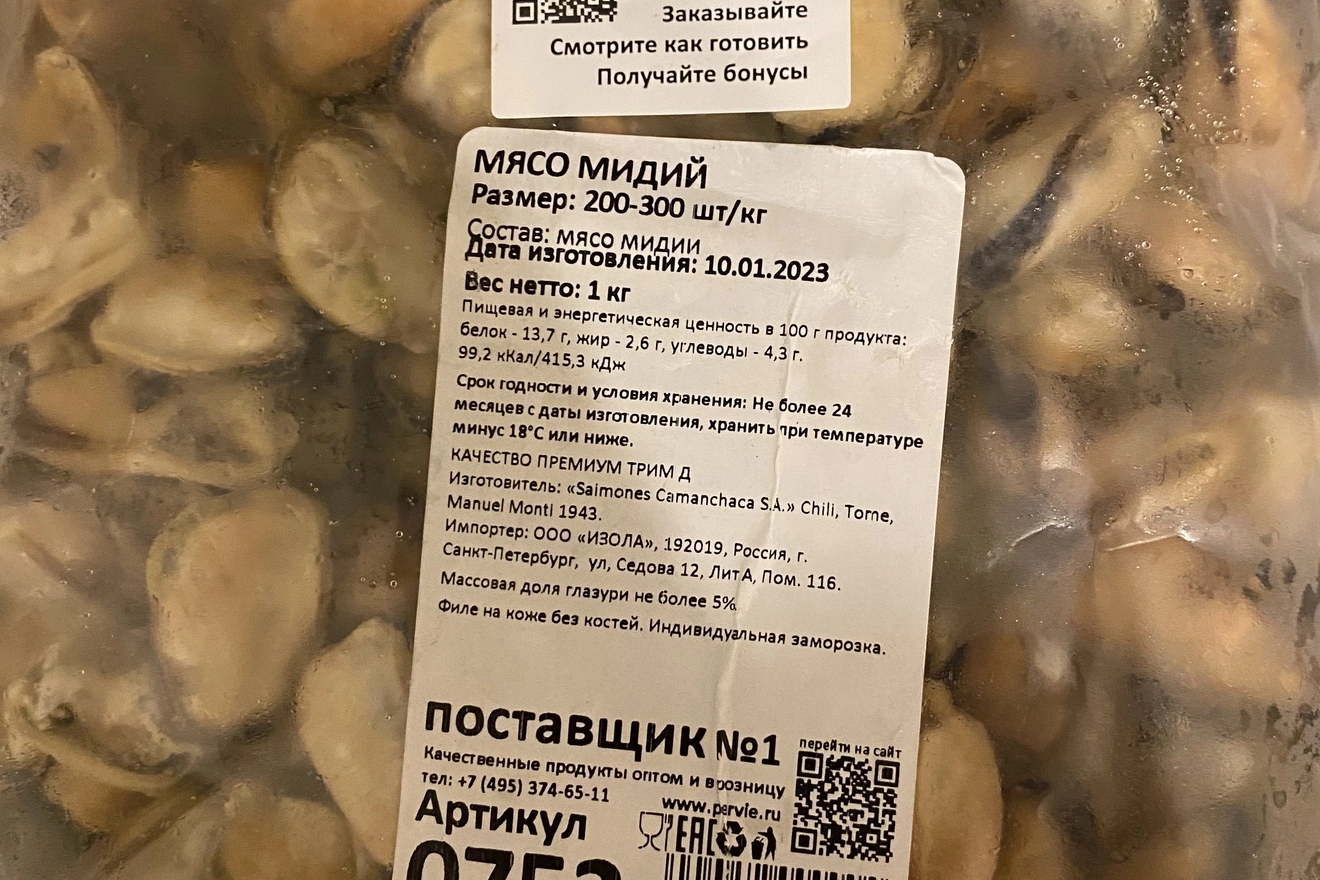 Заказывайте
Смотрите как готовить
Получайте бонусы
МЯСО МИДИЙ
Размер: 200-300 шт/кг
Состав: мясо мидии
Дата изготовления: 10.01.2023
Вес нетто: 1 кг
Пищевая и энергетическая ценность в 100 г продукта:
белок - 13,7 г, жир - 2,6 г, углеводы - 4,3 г.
99,2 кКал/415,3 кДж
Срок годности и условия хранения: Не более 24
месяцев с даты изготовления, хранить при температуре
минус 18°С или ниже.
КАЧЕСТВО ПРЕМИУМ ТРИМ Д
Изготовитель: «Saimones Camanchaca S.A.» Chili, Tome,
Manuel Montl 1943.
Импортер: ООО «ИЗОЛА», 192019, Россия, г.
Санкт-Петербург, ул, Седова 12, Лит А, Пом. 116.
Массовая доля глазури не более 5%
Филе на коже без костей. Индивидуальная заморозка.
поставщик №1
перейти на сайт
Качественные продукты оптом и в розницу
тел: +7 (495) 374-65-11
www.pervie.ru
Артикул
EAC